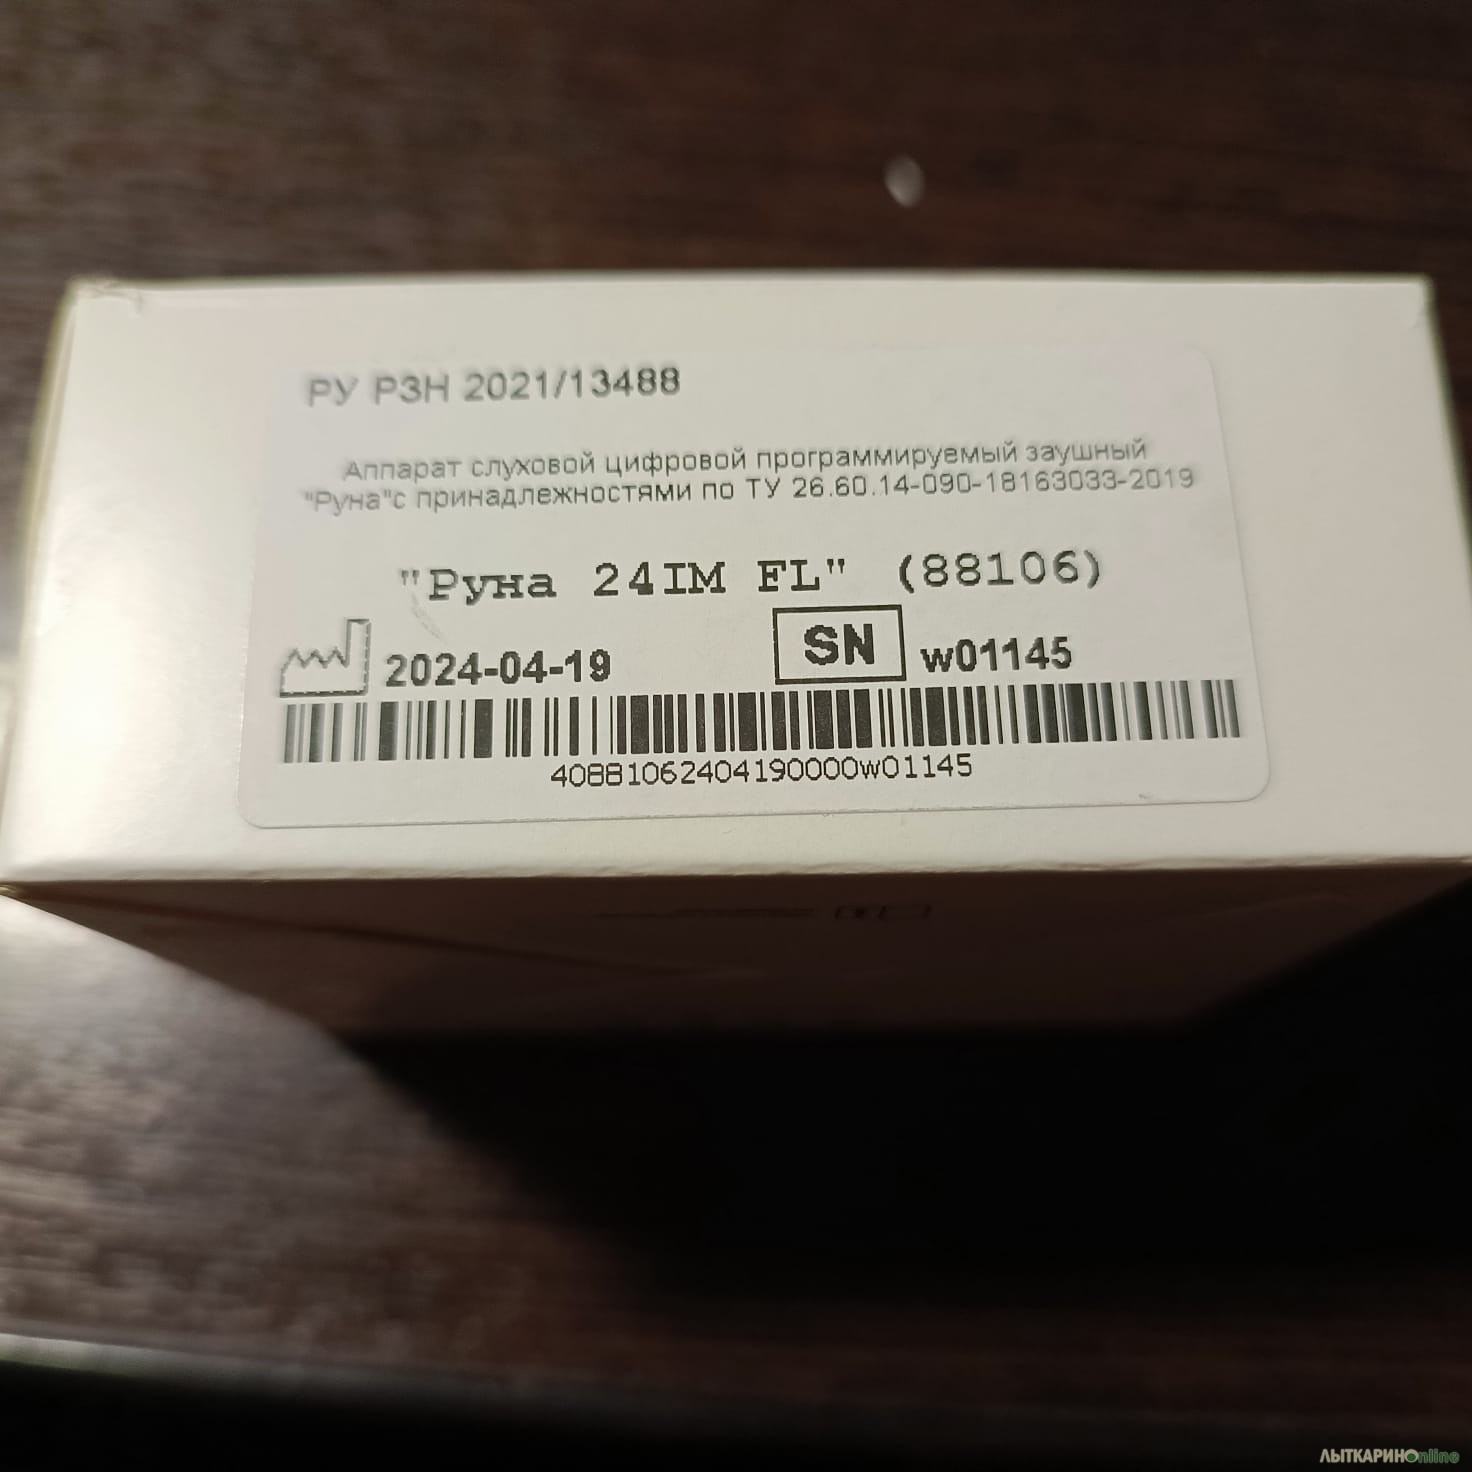 РУ РЗН 2021/13488
Аппарат слуховой цифровой программируемый заушный
"Руна"с принадлежностями по ТУ 26.60.14-090-18163033-2019
"Руна 24IM FL" (88106)
2024-04-19 SN w01145
40881062404190000w01145
ЛЫТКАРИНОnline